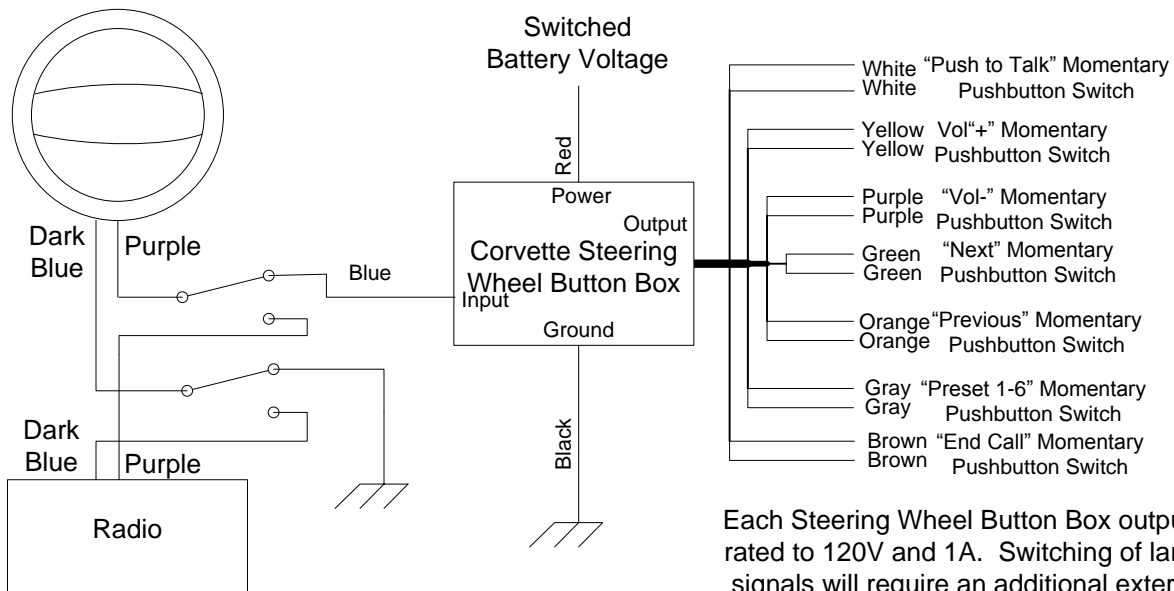 Switched
Battery Voltage
Red
Power
Output
Corvette Steering
Wheel Button Box
Input
Ground
Black
Dark
Blue
Purple
Blue
Dark
Blue
Purple
Radio
White “Push to Talk” Momentary
White Pushbutton Switch
Yellow Vol“+” Momentary
Yellow Pushbutton Switch
Purple “Vol-” Momentary
Purple Pushbutton Switch
Green “Next” Momentary
Green Pushbutton Switch
Orange “Previous” Momentary
Orange Pushbutton Switch
Gray “Preset 1-6” Momentary
Gray Pushbutton Switch
Brown “End Call” Momentary
Brown Pushbutton Switch
Each Steering Wheel Button Box outpu
rated to 120V and 1A. Switching of lar
signals will require an additional exter